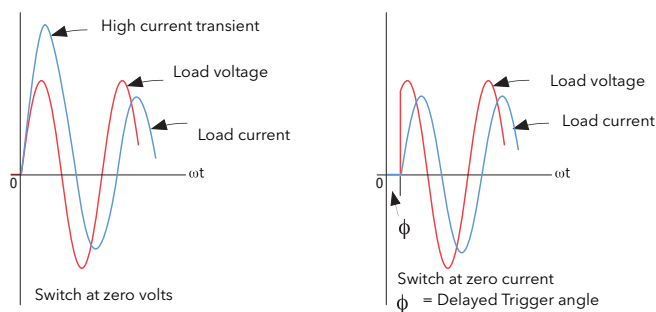 High current transient
Load voltage
Load current
0
ωt
Switch at zero volts
Load voltage
Load current
0
ωt
ϕ
Switch at zero current
ϕ = Delayed Trigger angle